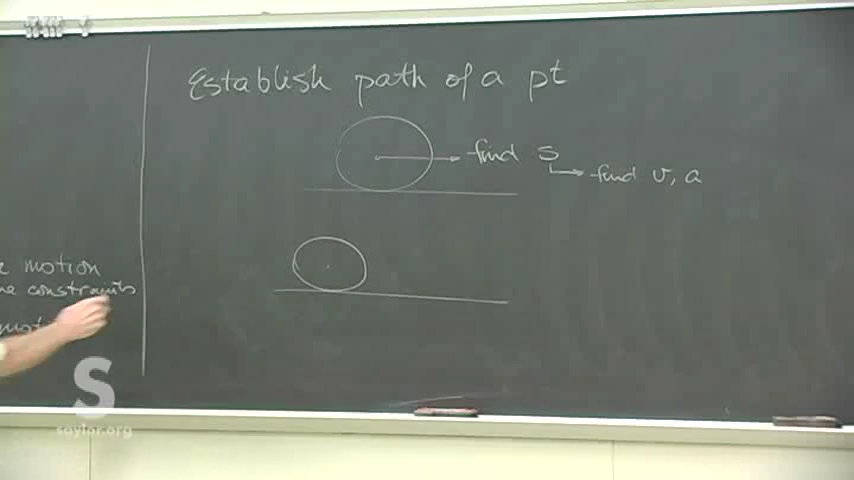 Establish path of a pt
find s
find v, a
motion
constraints
S
saylor.org